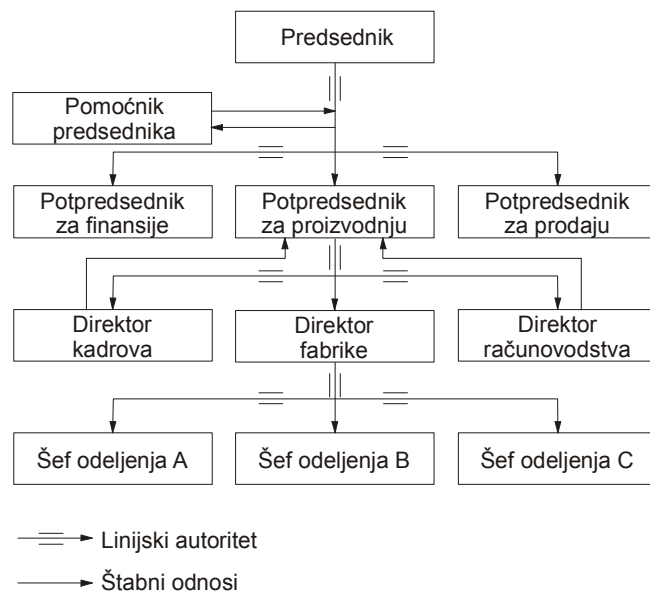 Predsednik
Pomoćnik
predsednika
Potpredsednik
za finansije
Potpredsednik
za proizvodnju
Potpredsednik
za prodaju
Direktor
kadrova
Direktor
fabrike
Direktor
računovodstva
Šef odeljenja A
Šef odeljenja B
Šef odeljenja C
Linijski autoritet
Štabni odnosi